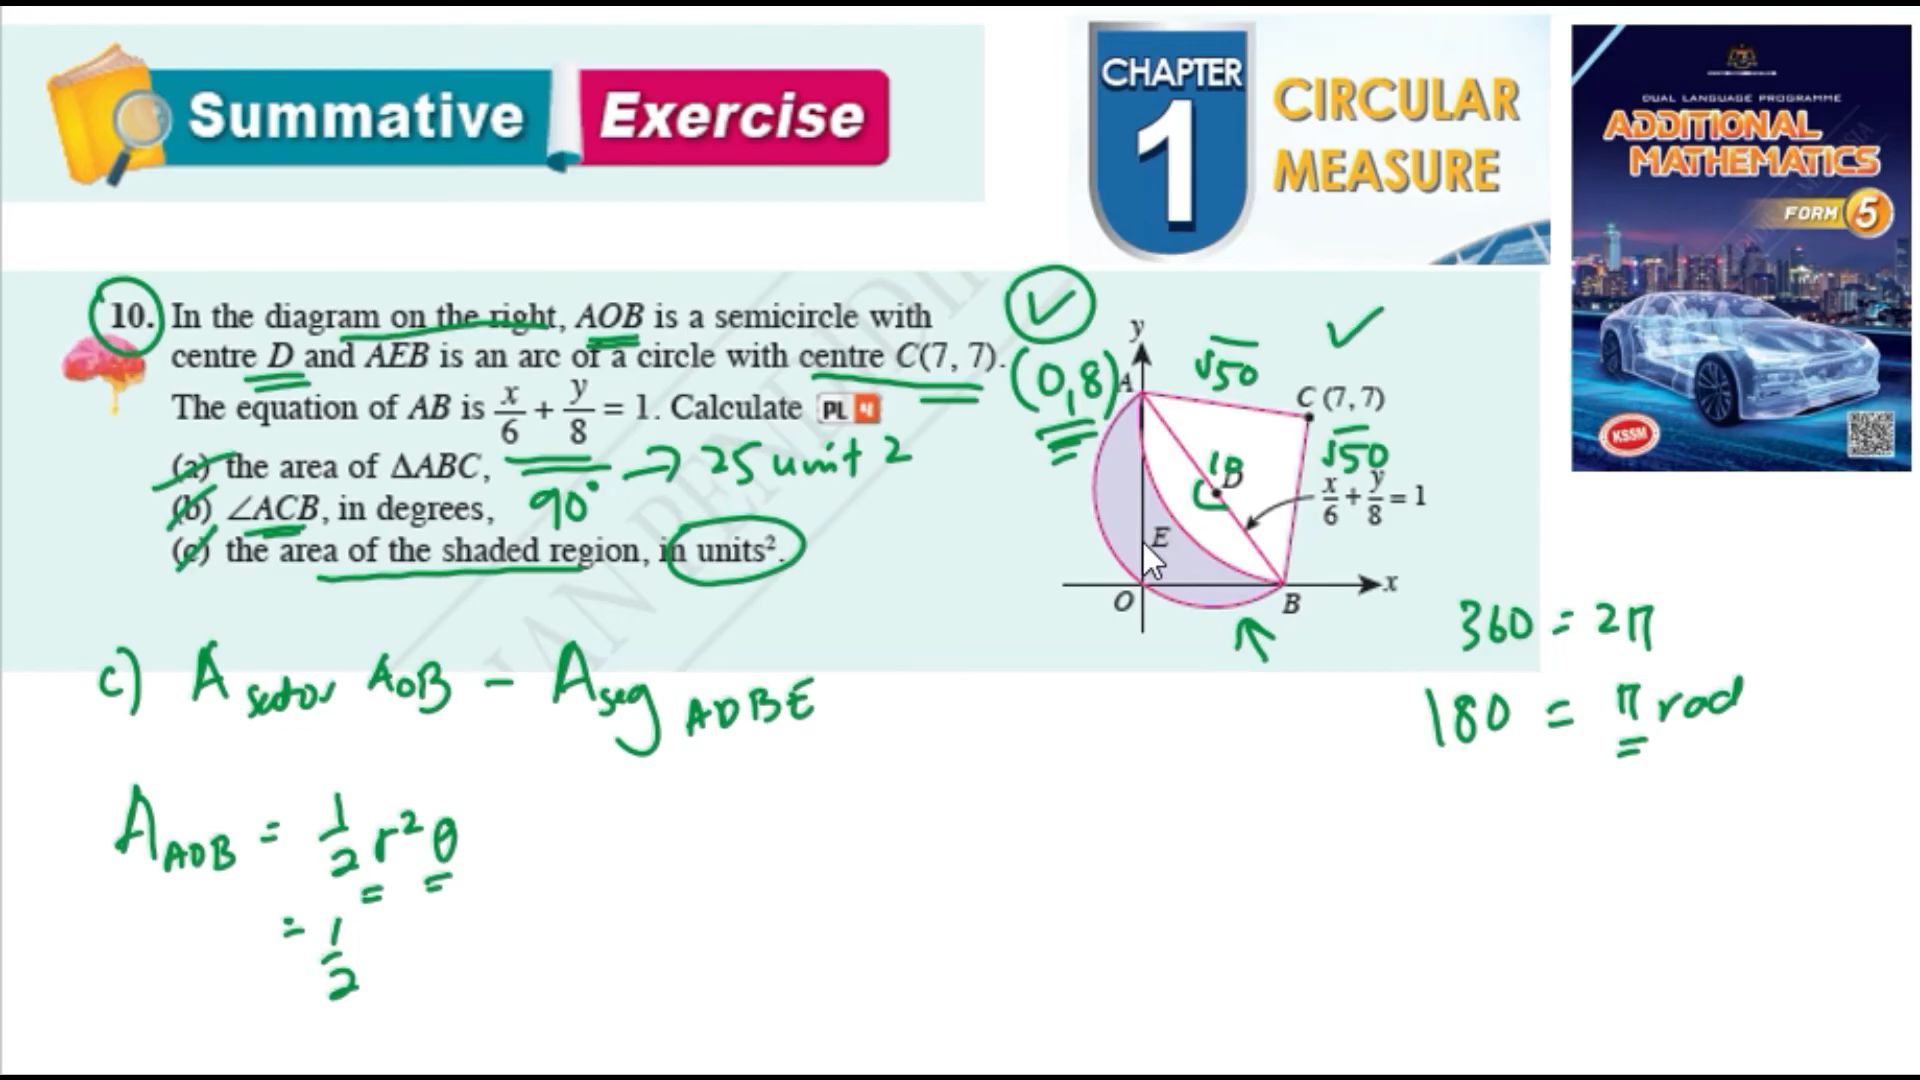 Summative Exercise
CHAPTER 1
CIRCULAR MEASURE
DUAL LANGUAGE PROGRAMME
ADDITIONAL MATHEMATICS
FORM 5
KSSM
10. In the diagram on the right, AOB is a semicircle with
centre D and AEB is an arc of a circle with centre C(7, 7).
The equation of AB is x/6 + y/8 = 1. Calculate PL 4
(a) the area of ΔABC,
→ 25 unit 2
(b) ∠ACB, in degrees,
90°
(c) the area of the shaded region, in units².
✓
(0,8)
y
A
√50
✓
C (7, 7)
√50
10
D
x/6 + y/8 = 1
E
O
B
x
360 = 2π
180 = π rad
c) A sector AOB − A seg ADBE
A ADB = 1/2 r² θ
= 1/2